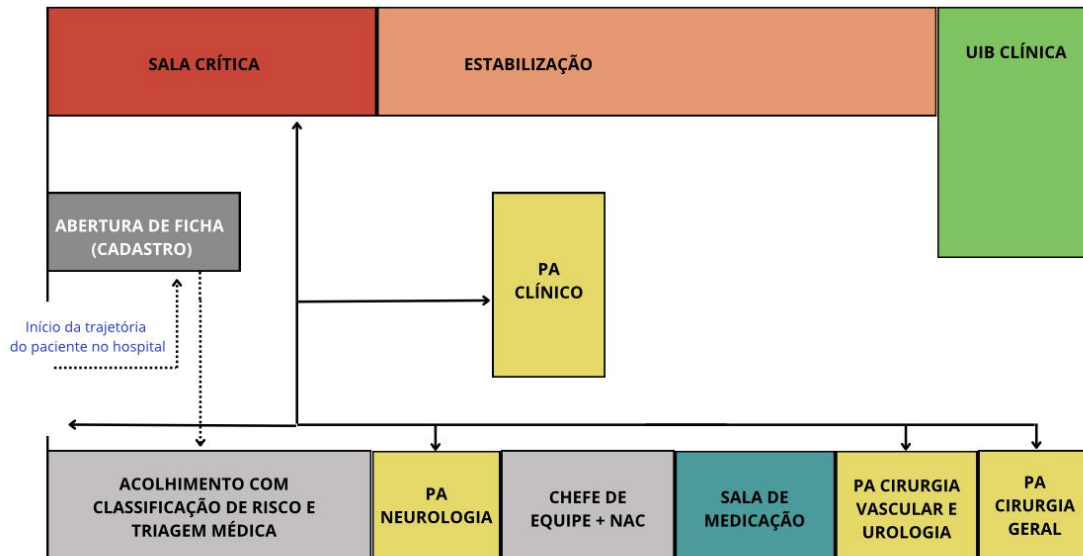 SALA CRÍTICA
ESTABILIZAÇÃO
UIB CLÍNICA
ABERTURA DE FICHA
(CADASTRO)
PA
CLÍNICO
Início da trajetória
do paciente no hospital
ACOLHIMENTO COM
CLASSIFICAÇÃO DE RISCO E
TRIAGEM MÉDICA
PA
NEUROLOGIA
CHEFE DE
EQUIPE + NAC
SALA DE
MEDICAÇÃO
PA CIRURGIA
VASCULAR E
UROLOGIA
PA
CIRURGIA
GERAL